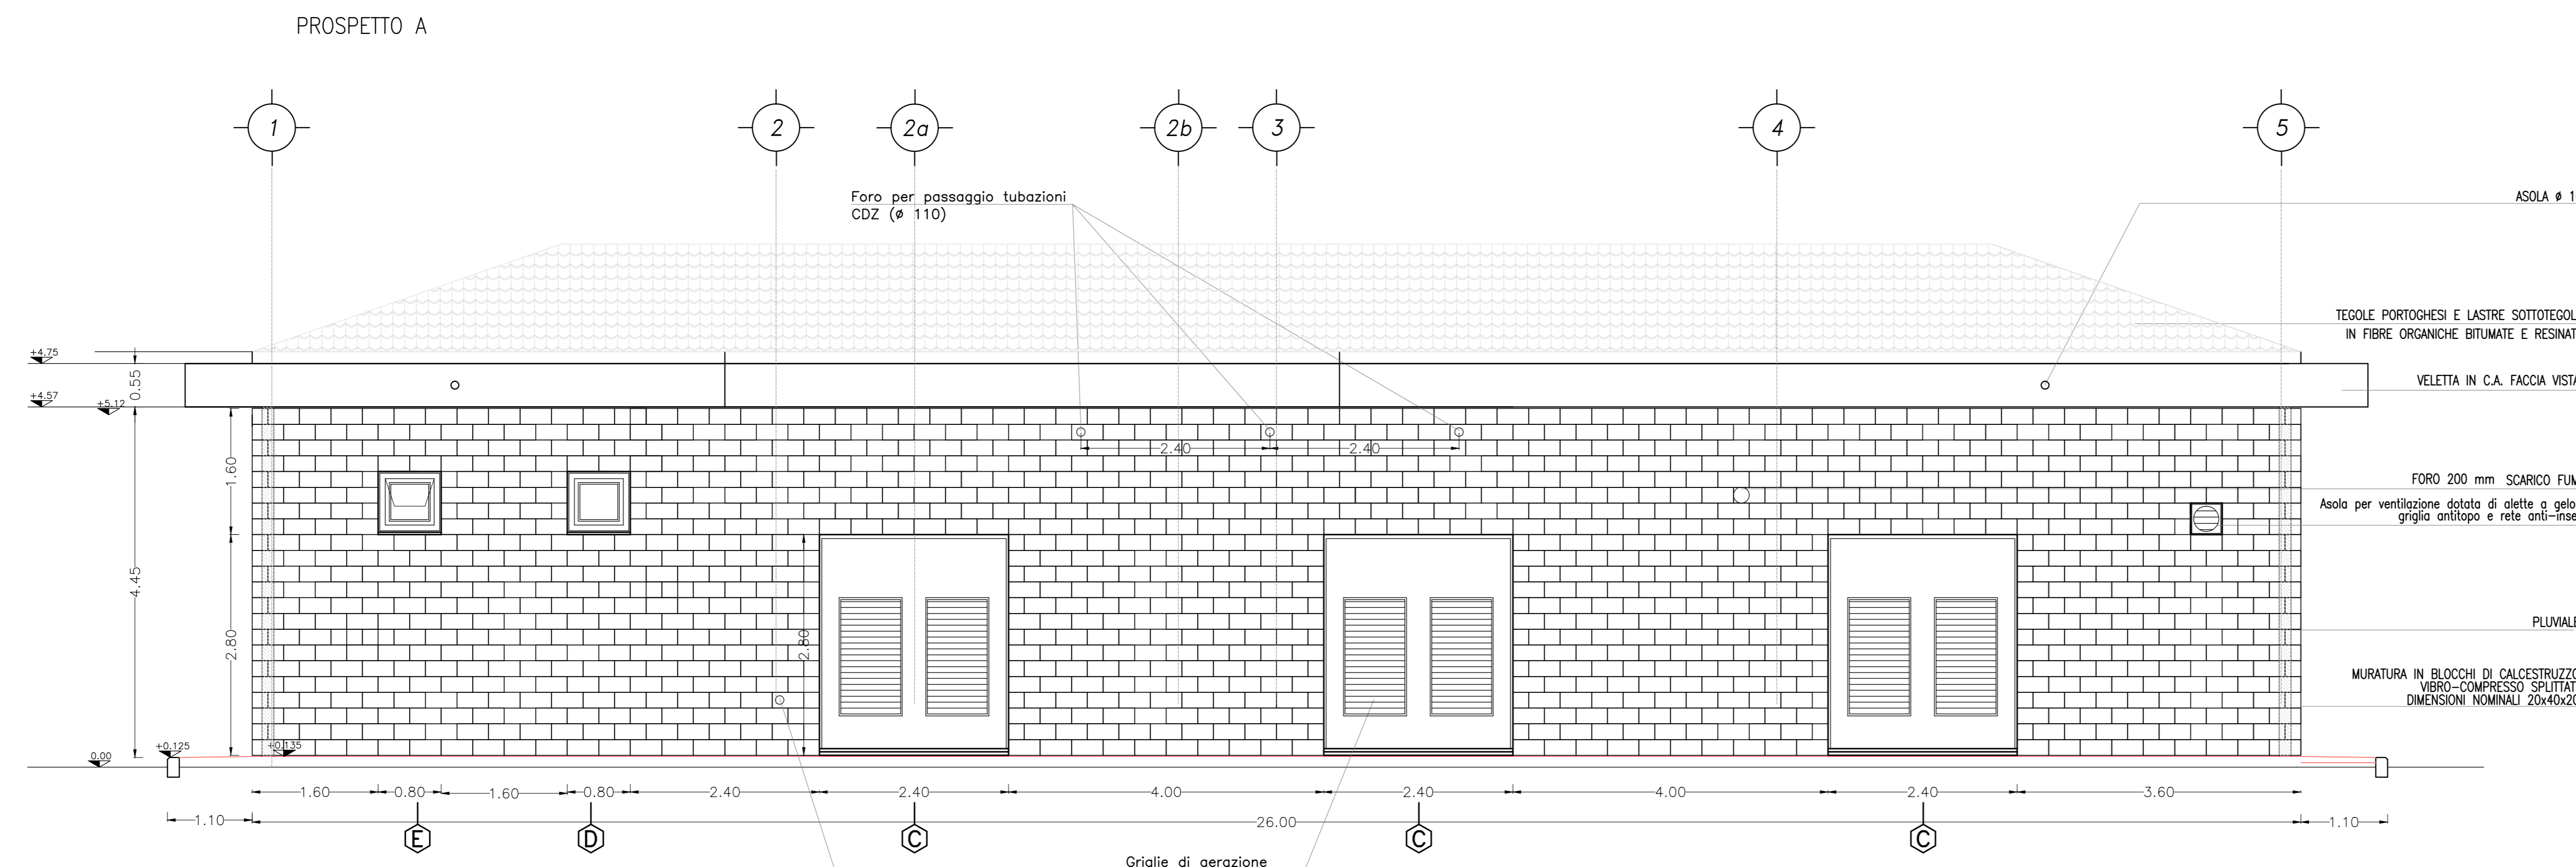 PROSPETTO A
1
2
2a
2b
3
4
5
Foro per passaggio tubazioni
CDZ (ø 110)
ASOLA ø 1
TEGOLE PORTOGHESI E LASTRE SOTTOTEGOL
IN FIBRE ORGANICHE BITUMATE E RESINAT
+4.75
0.55
VELETTA IN C.A. FACCIA VISTA
+4.57
+5.12
2.40
2.40
1.60
FORO 200 mm SCARICO FUM
Asola per ventilazione dotata di alette a gelo
griglia antitopo e rete anti-inse
4.45
2.80
2.80
PLUVIALE
MURATURA IN BLOCCHI DI CALCESTRUZZO
VIBRO-COMPRESSO SPLITTAT
DIMENSIONI NOMINALI 20x40x20
+0.125
+0.135
0.00
1.60
0.80
1.60
0.80
2.40
2.40
4.00
2.40
4.00
2.40
3.60
1.10
26.00
1.10
E
D
C
C
C
Griglie di aerazione